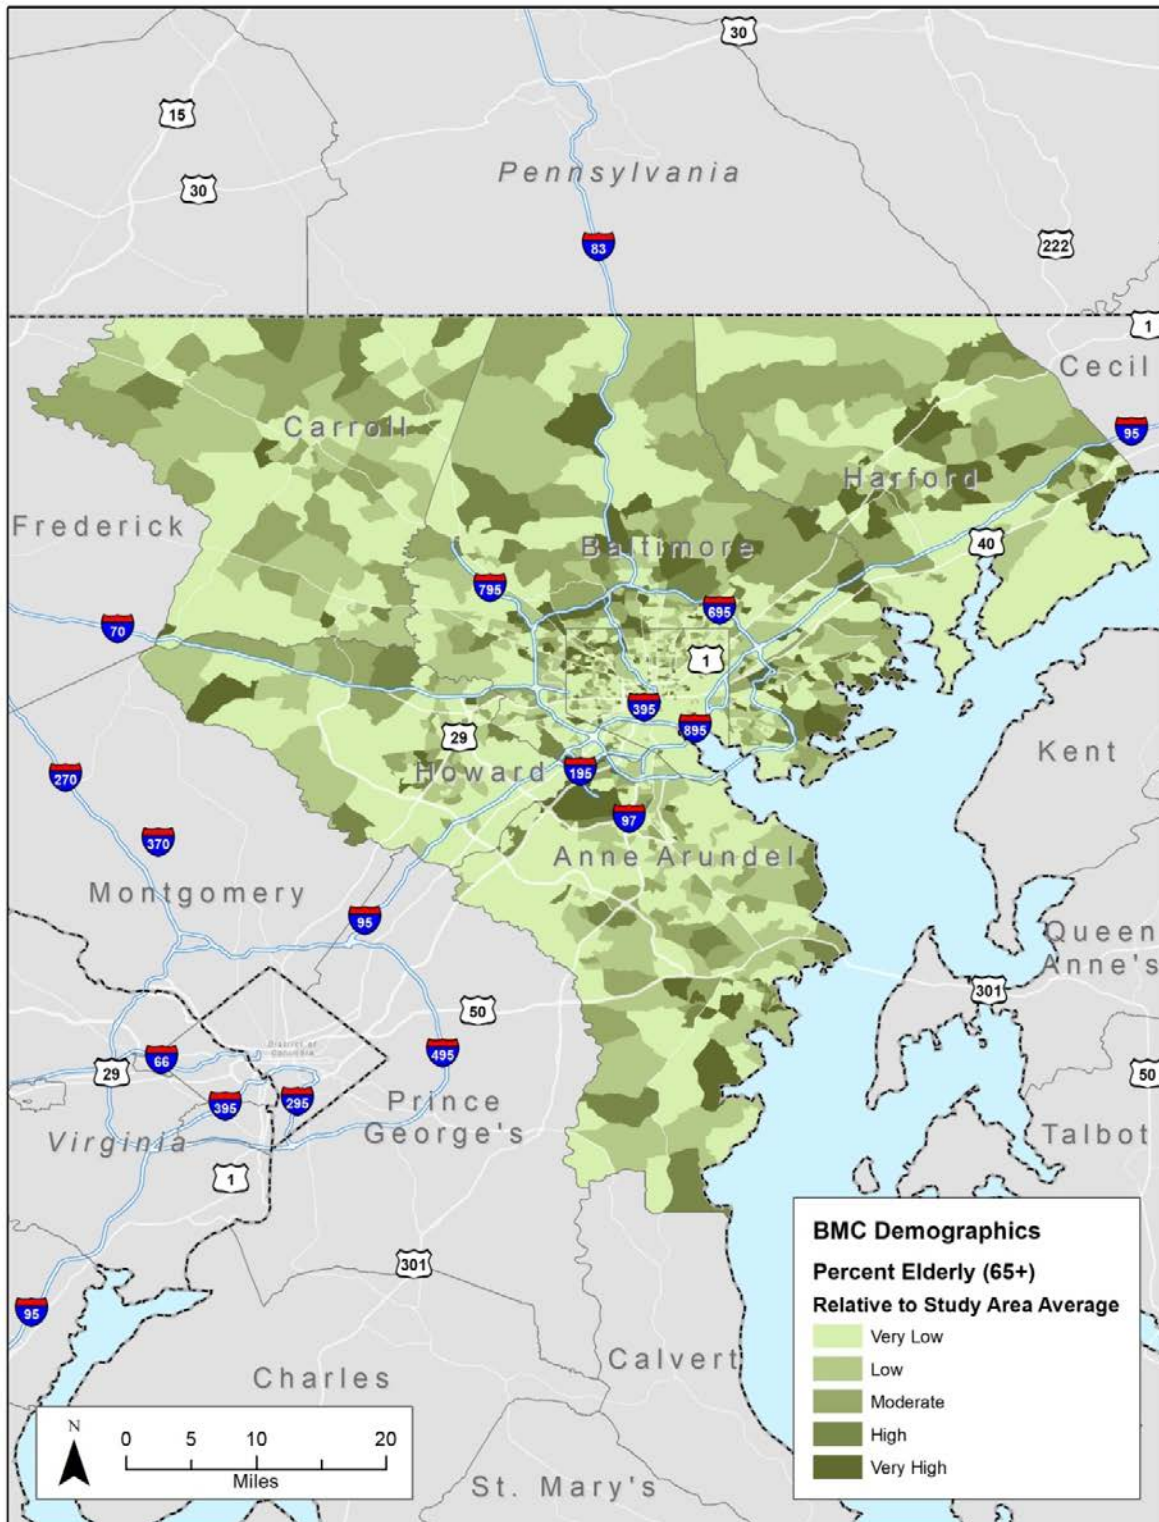 30
15
Pennsylvania
30
83
222
1
Cecil
Carroll
95
Harford
Frederick
40
Baltimore
795
695
70
1
395
29
895
Kent
Howard
195
270
97
370
Anne Arundel
Montgomery
95
Queen
Anne's
301
50
District of
Columbia
495
66
29
50
295
395
Prince
George's
Virginia
Talbot
1
301
95
Calvert
Charles
St. Mary's
N
0 5 10 20
Miles
BMC Demographics
Percent Elderly (65+)
Relative to Study Area Average
Very Low
Low
Moderate
High
Very High